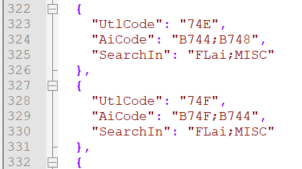 322 {
323 "UtlCode": "74E",
324 "AiCode": "B744;B748",
325 "SearchIn": "FLai;MISC"
326 },
327 {
328 "UtlCode": "74F",
329 "AiCode": "B74F;B744",
330 "SearchIn": "FLai;MISC"
331 },
332 {